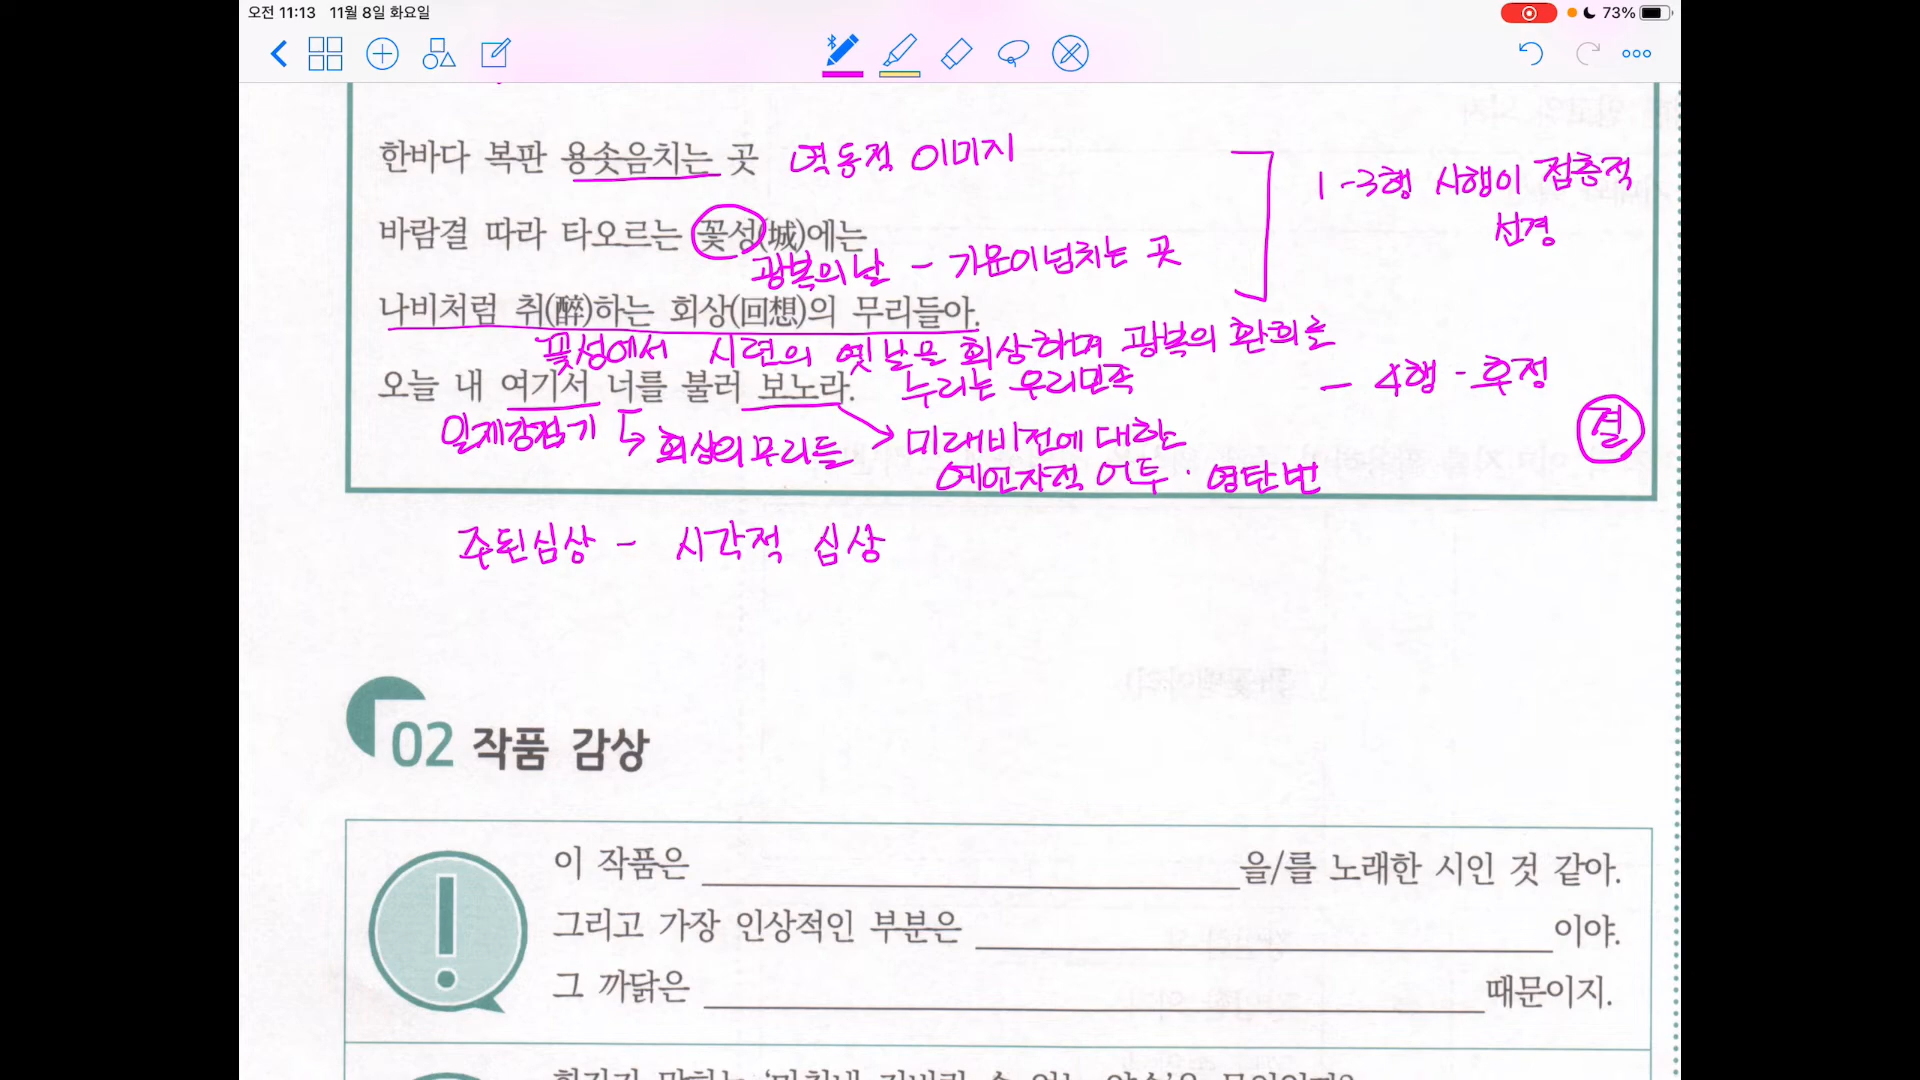 오전 11:13 11월 8일 화요일
73%
한바다 복판 용솟음치는 곳 역동적 이미지
1-3행 시행이 점층적
선경
바람결 따라 타오르는 꽃성(城)에는
광복의날 - 기운이넘치는 곳
나비처럼 취(醉)하는 회상(回想)의 무리들아.
꽃성에서 시련의 옛날을 회상하며 광복의 환희를
오늘 내 여기서 너를 불러 보노라. 누리는 우리민족
- 4행 - 후정
결
일제강점기 회상의무리들 미래비전에 대한
예언자적 어투 · 영탄법
주된심상 - 시각적 심상
02 작품 감상
이 작품은 을/를 노래한 시인 것 같아.
그리고 가장 인상적인 부분은 이야.
그 까닭은 때문이지.